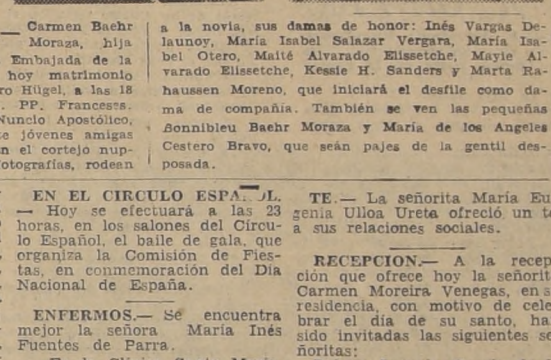 Carmen Baehr
Moraza, hija
Embajada de la
hoy matrimonio
ro Hügel, a las 18
. PP. Franceses.
Nuncio Apostólico,
te jóvenes amigas
en el cortejo nup-
fotografías, rodean
a la novia, sus damas de honor: Inés Vargas De-
launoy, María Isabel Salazar Vergara, María Isa-
bel Otero, Maité Alvarado Elissetche, Mayie Al-
varado Elissetche, Kessie H. Sanders y Marta Ra-
haussen Moreno, que iniciará el desfile como da-
ma de compañía. También se ven las pequeñas
Bonnibleu Baehr Moraza y María de los Angeles
Cestero Bravo, que seán pajes de la gentil des-
posada.
EN EL CIRCULO ESPA. OL.
— Hoy se efectuará a las 23
horas, en los salones del Círcu-
lo Español, el baile de gala, que
organiza la Comisión de Fies-
tas, en conmemoración del Día
Nacional de España.
ENFERMOS.— Se encuentra
mejor la señora María Inés
Fuentes de Parra.
TE.— La señorita María Eu
genia Ulloa Ureta ofreció un t
a sus relaciones sociales.
RECEPCION.— A la recep
ción que ofrece hoy la señorit
Carmen Moreira Venegas, en s
residencia, con motivo de cele
brar el día de su santo, ha
sido invitadas las siguientes s
ñoritas: